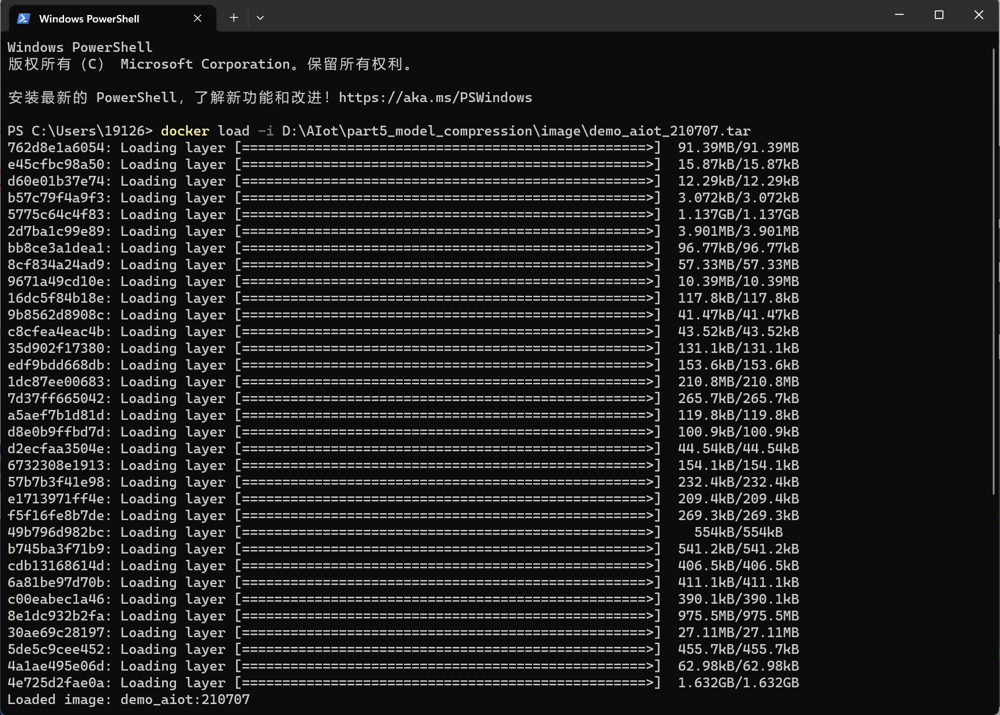 Windows PowerShell
Windows PowerShell
版权所有 (C) Microsoft Corporation。保留所有权利。
安装最新的 PowerShell，了解新功能和改进！https://aka.ms/PSWindows
PS C:\Users\19126> docker load -i D:\AIot\part5_model_compression\image\demo_aiot_210707.tar
762d8e1a6054: Loading layer [==================================================>]  91.39MB/91.39MB
e45cfbc98a50: Loading layer [==================================================>]  15.87kB/15.87kB
d60e01b37e74: Loading layer [==================================================>]  12.29kB/12.29kB
b57c79f4a9f3: Loading layer [==================================================>]  3.072kB/3.072kB
5775c64c4f83: Loading layer [==================================================>]  1.137GB/1.137GB
2d7ba1c99e89: Loading layer [==================================================>]  3.901MB/3.901MB
bb8ce3a1dea1: Loading layer [==================================================>]  96.77kB/96.77kB
8cf834a24ad9: Loading layer [==================================================>]  57.33MB/57.33MB
9671a49cd10e: Loading layer [==================================================>]  10.39MB/10.39MB
16dc5f84b18e: Loading layer [==================================================>]  117.8kB/117.8kB
9b8562d8908c: Loading layer [==================================================>]  41.47kB/41.47kB
c8cfea4eac4b: Loading layer [==================================================>]  43.52kB/43.52kB
35d902f17380: Loading layer [==================================================>]  131.1kB/131.1kB
edf9bdd668db: Loading layer [==================================================>]  153.6kB/153.6kB
1dc87ee00683: Loading layer [==================================================>]  210.8MB/210.8MB
7d37ff665042: Loading layer [==================================================>]  265.7kB/265.7kB
a5aef7b1d81d: Loading layer [==================================================>]  119.8kB/119.8kB
d8e0b9ffbd7d: Loading layer [==================================================>]  100.9kB/100.9kB
d2ecfaa3504e: Loading layer [==================================================>]  44.54kB/44.54kB
6732308e1913: Loading layer [==================================================>]  154.1kB/154.1kB
57b7b3f41e98: Loading layer [==================================================>]  232.4kB/232.4kB
e1713971ff4e: Loading layer [==================================================>]  209.4kB/209.4kB
f5f16fe8b7de: Loading layer [==================================================>]  269.3kB/269.3kB
49b796d982bc: Loading layer [==================================================>]    554kB/554kB
b745ba3f71b9: Loading layer [==================================================>]  541.2kB/541.2kB
cdb13168614d: Loading layer [==================================================>]  406.5kB/406.5kB
6a81be97d70b: Loading layer [==================================================>]  411.1kB/411.1kB
c00eabec1a46: Loading layer [==================================================>]  390.1kB/390.1kB
8e1dc932b2fa: Loading layer [==================================================>]  975.5MB/975.5MB
30ae69c28197: Loading layer [==================================================>]  27.11MB/27.11MB
5de5c9cee452: Loading layer [==================================================>]  455.7kB/455.7kB
4a1ae495e06d: Loading layer [==================================================>]  62.98kB/62.98kB
4e725d2fae0a: Loading layer [==================================================>]  1.632GB/1.632GB
Loaded image: demo_aiot:210707